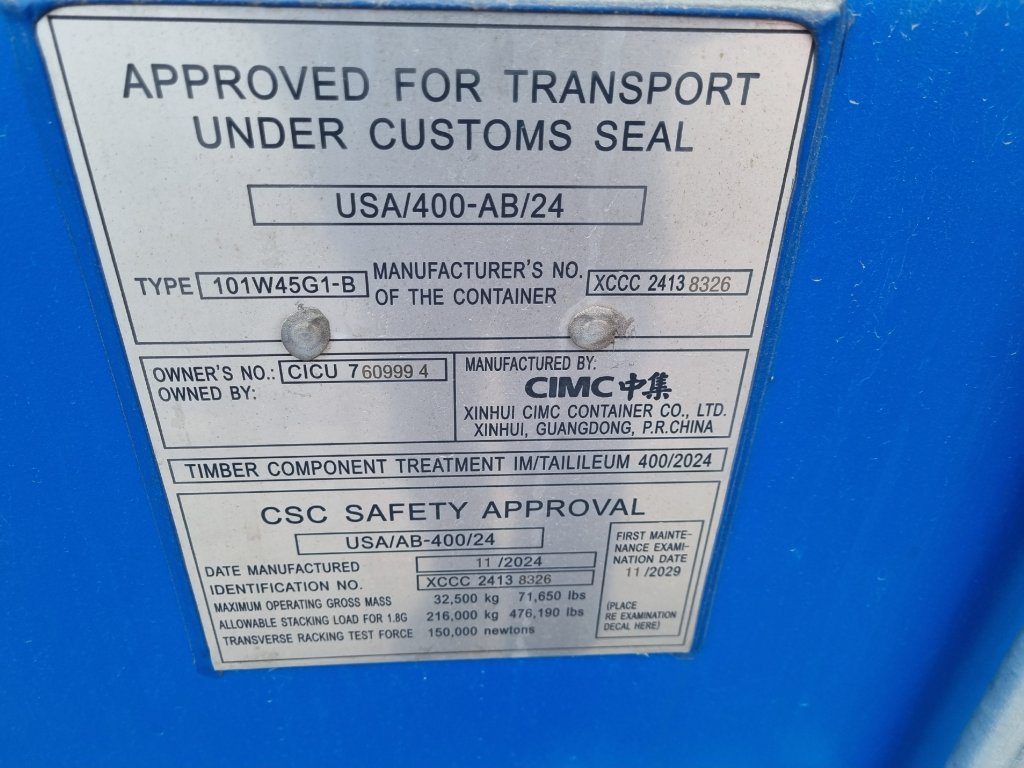 APPROVED FOR TRANSPORT
UNDER CUSTOMS SEAL
USA/400-AB/24
TYPE 101W45G1-B MANUFACTURER'S NO. OF THE CONTAINER XCCC 2413 8326
OWNER'S NO.: CICU 7 60999 4
OWNED BY:
MANUFACTURED BY:
CIMC 中集
XINHUI CIMC CONTAINER CO., LTD.
XINHUI, GUANGDONG, P.R.CHINA
TIMBER COMPONENT TREATMENT IM/TAILILEUM 400/2024
CSC SAFETY APPROVAL
USA/AB-400/24
DATE MANUFACTURED 11 /2024
IDENTIFICATION NO. XCCC 2413 8326
MAXIMUM OPERATING GROSS MASS 32,500 kg 71,650 lbs
ALLOWABLE STACKING LOAD FOR 1.8G 216,000 kg 476,190 lbs
TRANSVERSE RACKING TEST FORCE 150,000 newtons
FIRST MAINTE-
NANCE EXAMI-
NATION DATE
11 /2029
(PLACE
RE EXAMINATION
DECAL HERE)